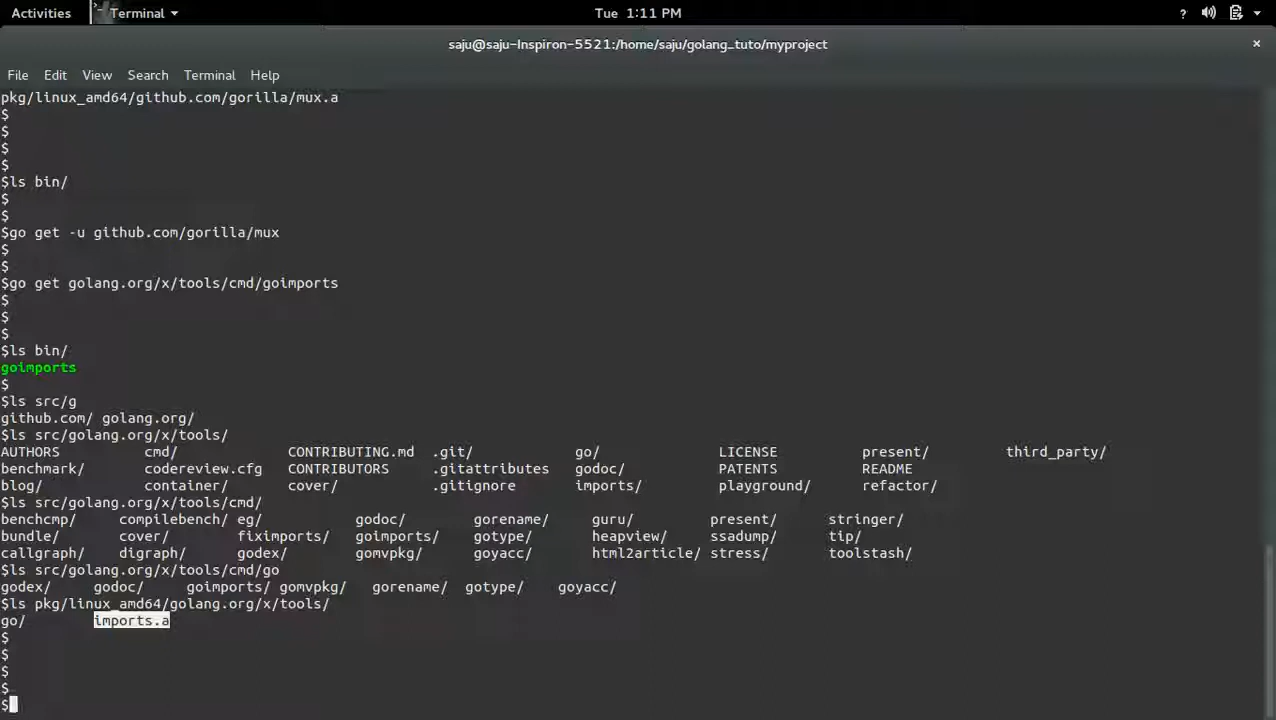 Activities Terminal Tue 1:11 PM ?
saju@saju-Inspiron-5521:/home/saju/golang_tuto/myproject ×
File Edit View Search Terminal Help
pkg/linux_amd64/github.com/gorilla/mux.a
$
$
$
$
$ls bin/
$
$
$go get -u github.com/gorilla/mux
$
$
$go get golang.org/x/tools/cmd/goimports
$
$
$
$ls bin/
goimports
$
$ls src/g
github.com/ golang.org/
$ls src/golang.org/x/tools/
AUTHORS cmd/ CONTRIBUTING.md .git/ go/ LICENSE present/ third_party/
benchmark/ codereview.cfg CONTRIBUTORS .gitattributes godoc/ PATENTS README
blog/ container/ cover/ .gitignore imports/ playground/ refactor/
$ls src/golang.org/x/tools/cmd/
benchcmp/ compilebench/ eg/ godoc/ gorename/ guru/ present/ stringer/
bundle/ cover/ fiximports/ goimports/ gotype/ heapview/ ssadump/ tip/
callgraph/ digraph/ godex/ gomvpkg/ goyacc/ html2article/ stress/ toolstash/
$ls src/golang.org/x/tools/cmd/go
godex/ godoc/ goimports/ gomvpkg/ gorename/ gotype/ goyacc/
$ls pkg/linux_amd64/golang.org/x/tools/
go/ imports.a
$
$
$
$
$